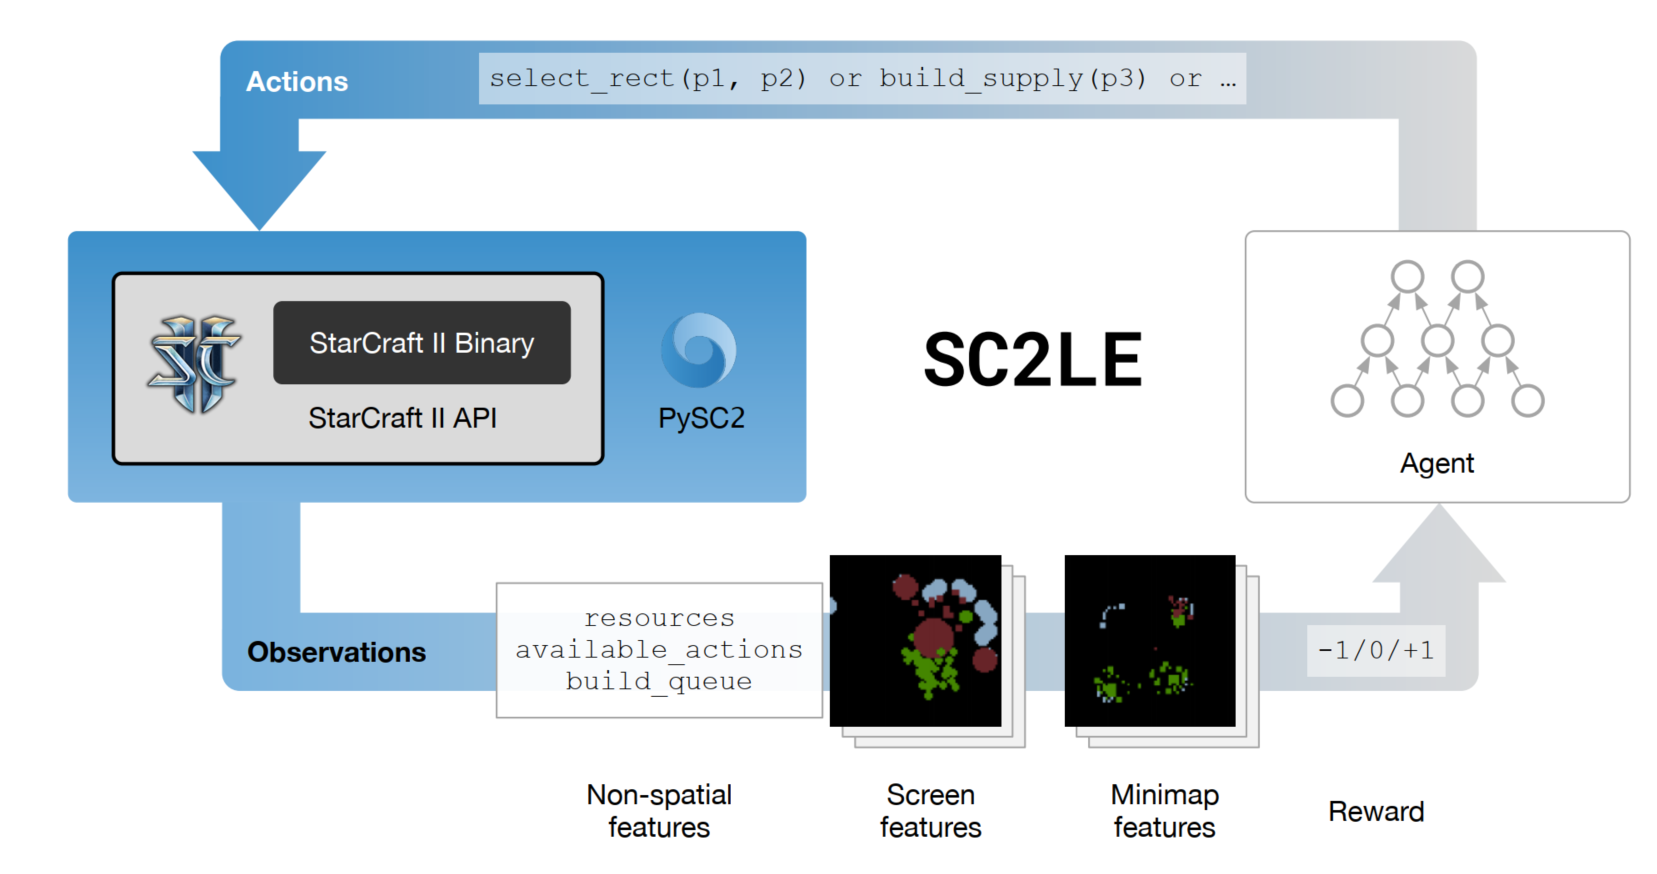 Actions
select_rect(p1, p2) or build_supply(p3) or …
SC
StarCraft II Binary
StarCraft II API
PySC2
SC2LE
Agent
Observations
resources
available_actions
build_queue
-1/0/+1
Non-spatial
features
Screen
features
Minimap
features
Reward